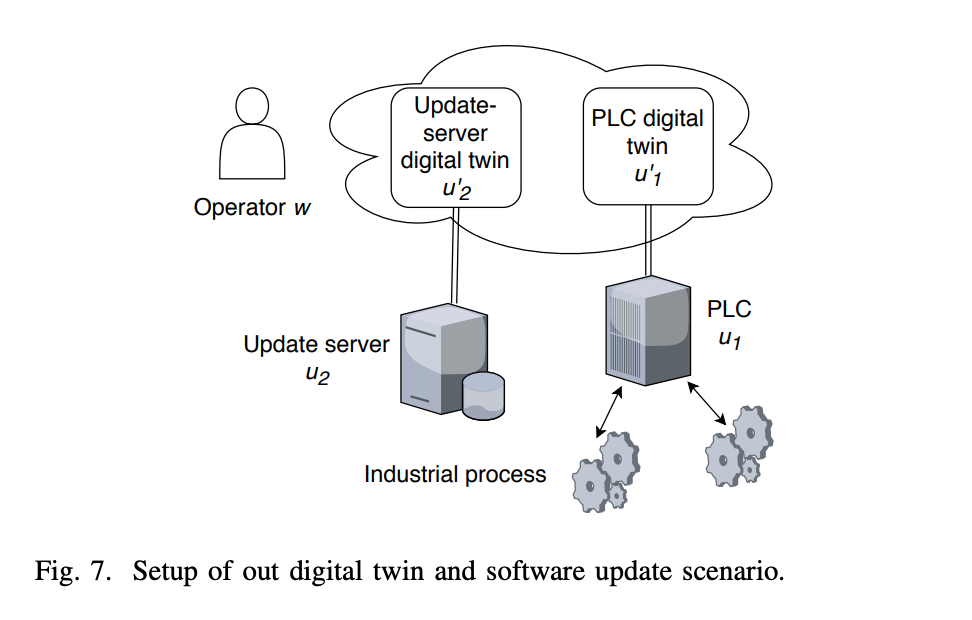 Update-
server
digital twin
u'2
PLC digital
twin
u'1
Operator w
PLC
u1
Update server
u2
Industrial process
Fig. 7. Setup of out digital twin and software update scenario.